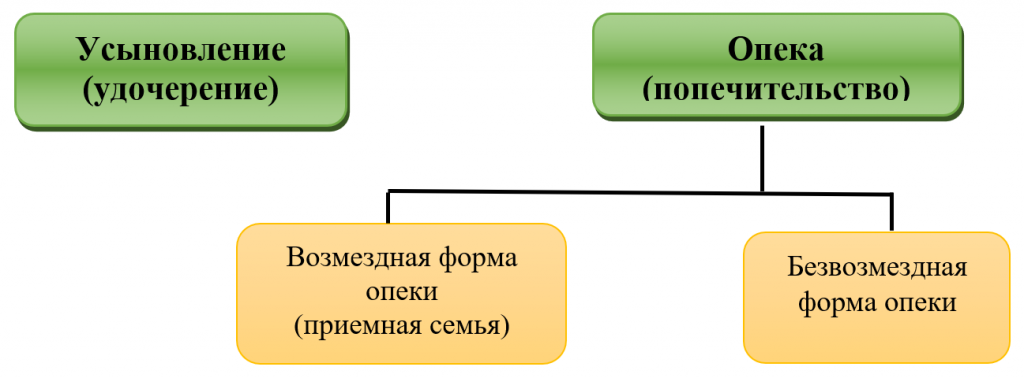 Усыновление
(удочерение)
Опека
(попечительство)
Возмездная форма
опеки
(приемная семья)
Безвозмездная
форма опеки